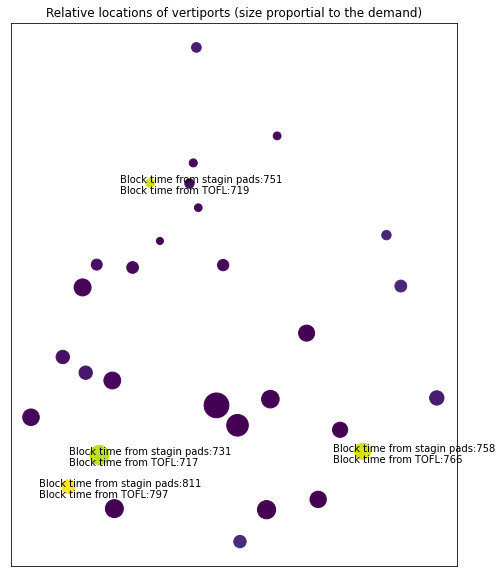 Relative locations of vertiports (size proportial to the demand)
Block time from stagin pads:751
Block time from TOFL:719
Block time from stagin pads:731
Block time from TOFL:717
Block time from stagin pads:758
Block time from TOFL:766
Block time from stagin pads:811
Block time from TOFL:797